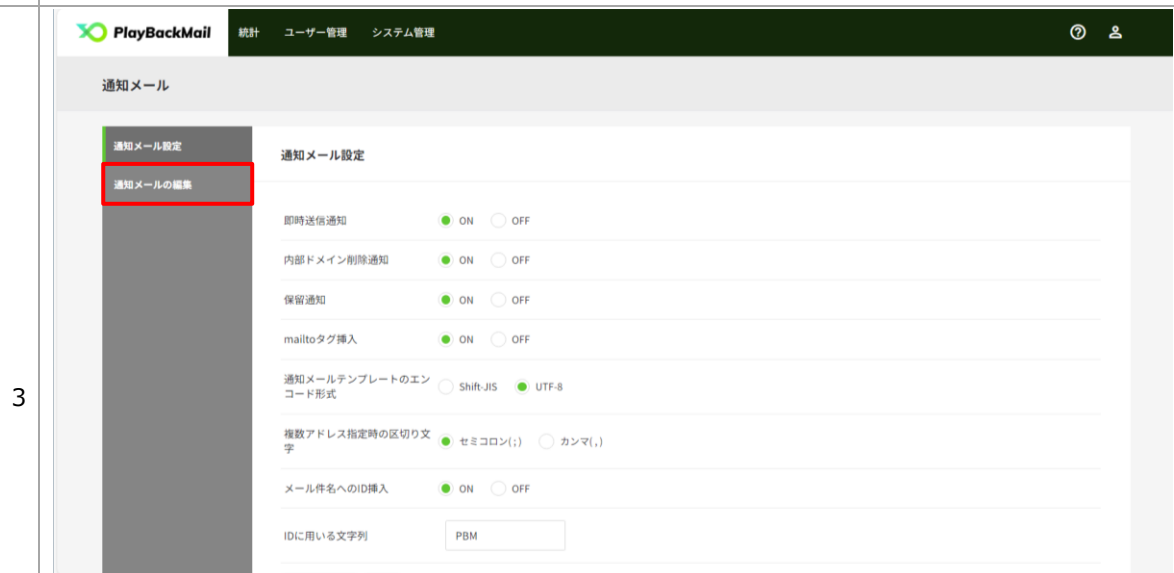 PlayBackMail 統計 ユーザー管理 システム管理
通知メール
通知メール設定
通知メールの編集
通知メール設定
即時送信通知 ON OFF
内部ドメイン削除通知 ON OFF
保留通知 ON OFF
mailtoタグ挿入 ON OFF
通知メールテンプレートのエン
コード形式 Shift-JIS UTF-8
複数アドレス指定時の区切り文
字 セミコロン(;) カンマ(,)
メール件名へのID挿入 ON OFF
IDに用いる文字列 PBM
3